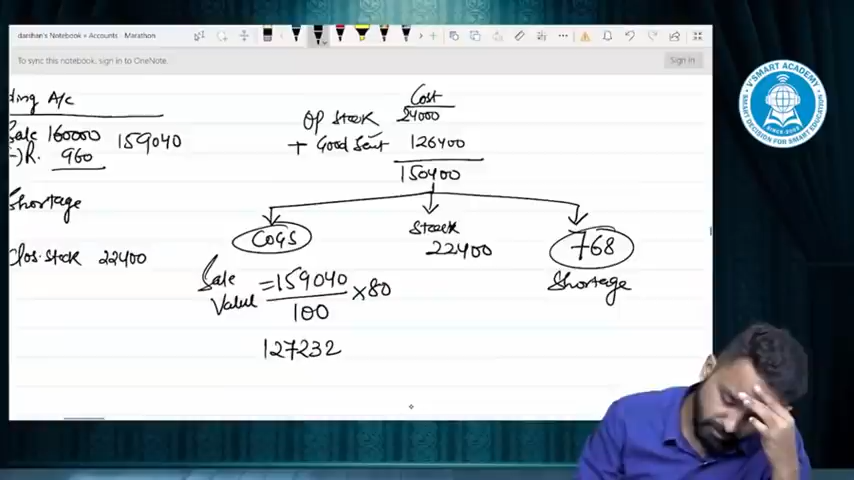 darshan's Notebook » Accounts - Marathon
To sync this notebook, sign in to OneNote.
Sign in
ding A/c
Sale 160000 159040
(-) R. 960
Shortage
Clos. stock 22400
Cost
Op stock 24000
+ Good Sent 126400
150400
COGS
Stock
22400
768
Shortage
Sale Value = 159040 / 100 × 80
127232
V'SMART ACADEMY
SMART DECISION FOR SMART STUDENTS